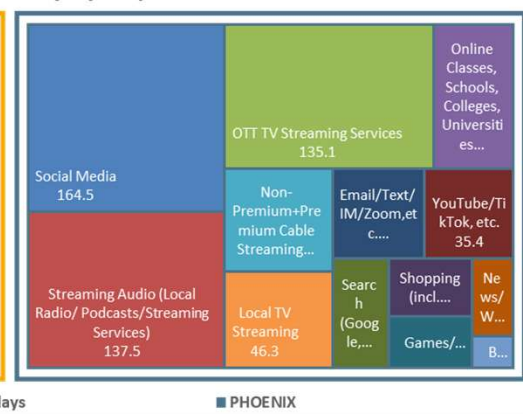 Social Media
164.5
Streaming Audio (Local
Radio/ Podcasts/Streaming
Services)
137.5
OTT TV Streaming Services
135.1
Online
Classes,
Schools,
Colleges,
Universiti
es...
Non-
Premium+Pre
mium Cable
Streaming...
Local TV
Streaming
46.3
Email/Text/
IM/Zoom,et
c....
YouTube/Ti
kTok, etc.
35.4
Searc
h
(Googl
le,...
Shopping
(incl....
Games/...
Ne
ws/
W...
B...
PHOENIX